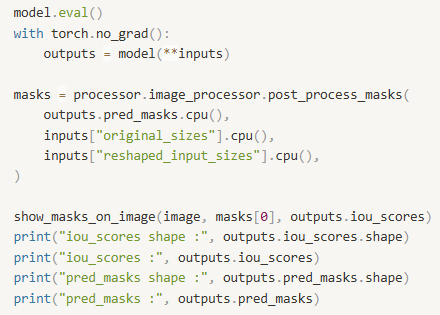 model.eval()
with torch.no_grad():
    outputs = model(**inputs)

masks = processor.image_processor.post_process_masks(
    outputs.pred_masks.cpu(),
    inputs["original_sizes"].cpu(),
    inputs["reshaped_input_sizes"].cpu(),
)

show_masks_on_image(image, masks[0], outputs.iou_scores)
print("iou_scores shape :", outputs.iou_scores.shape)
print("iou_scores :", outputs.iou_scores)
print("pred_masks shape :", outputs.pred_masks.shape)
print("pred_masks :", outputs.pred_masks)